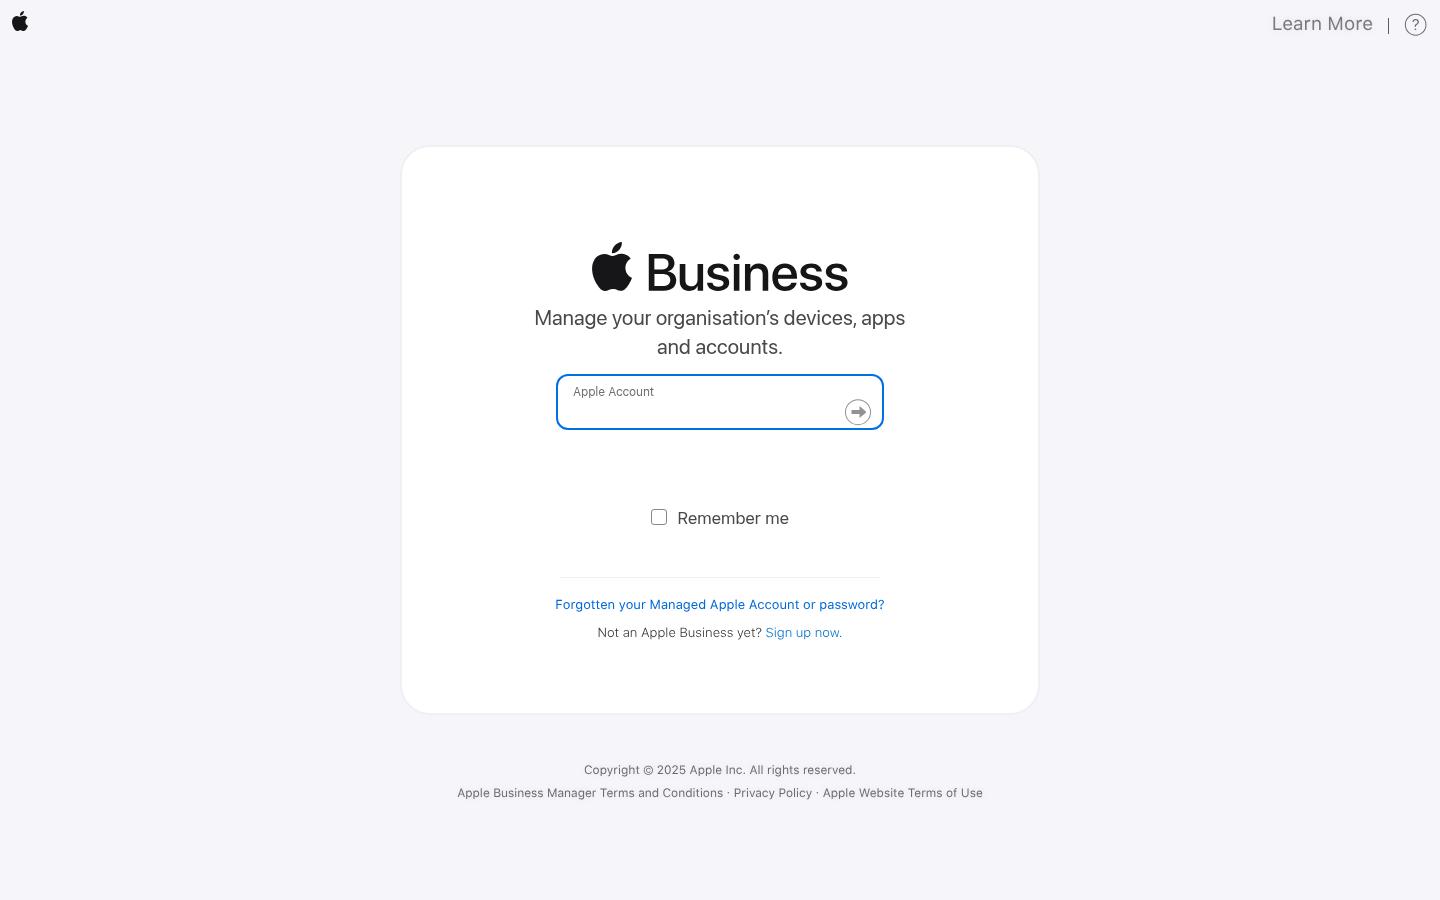 Learn More
Business
Manage your organisation’s devices, apps
and accounts.
Apple Account
Remember me
Forgotten your Managed Apple Account or password?
Not an Apple Business yet? Sign up now.
Copyright © 2025 Apple Inc. All rights reserved.
Apple Business Manager Terms and Conditions · Privacy Policy · Apple Website Terms of Use